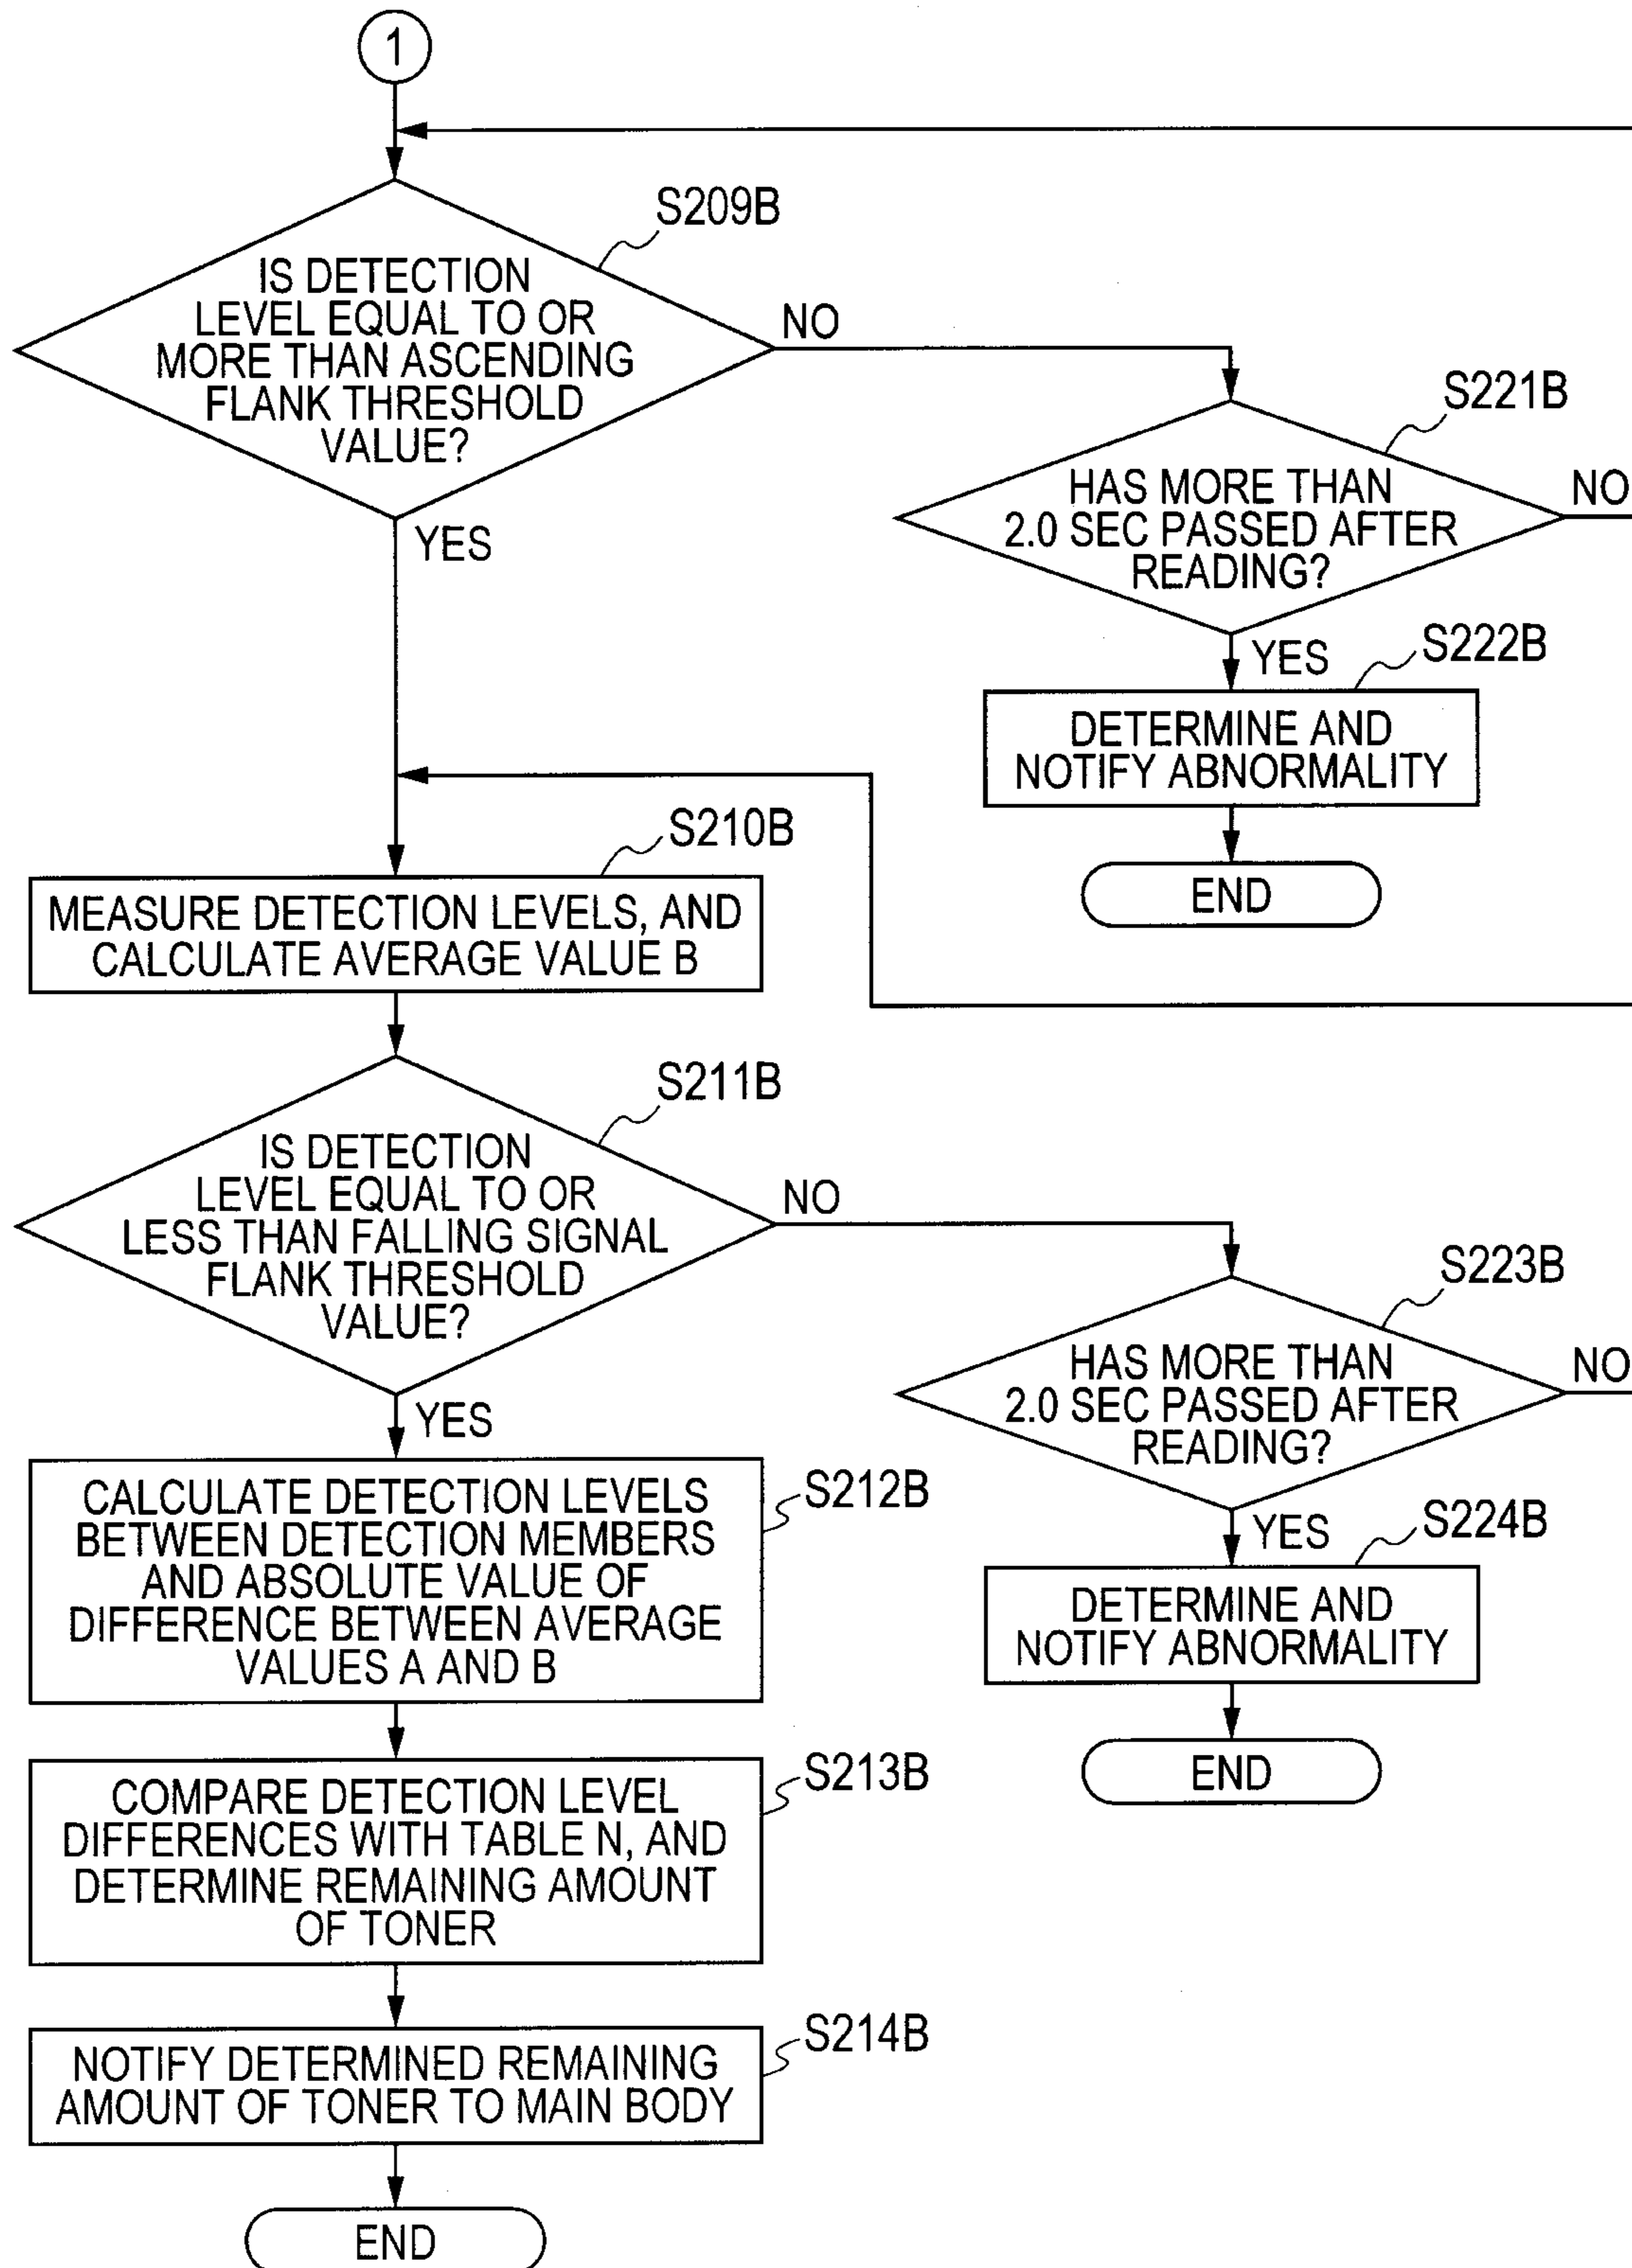 1
S209B
IS DETECTION
LEVEL EQUAL TO OR
MORE THAN ASCENDING
FLANK THRESHOLD
VALUE?
NO
YES
S221B
HAS MORE THAN
2.0 SEC PASSED AFTER
READING?
NO
YES
S222B
DETERMINE AND
NOTIFY ABNORMALITY
END
S210B
MEASURE DETECTION LEVELS, AND
CALCULATE AVERAGE VALUE B
S211B
IS DETECTION
LEVEL EQUAL TO OR
LESS THAN FALLING SIGNAL
FLANK THRESHOLD
VALUE?
NO
YES
S223B
HAS MORE THAN
2.0 SEC PASSED AFTER
READING?
NO
YES
S224B
DETERMINE AND
NOTIFY ABNORMALITY
END
S212B
CALCULATE DETECTION LEVELS
BETWEEN DETECTION MEMBERS
AND ABSOLUTE VALUE OF
DIFFERENCE BETWEEN AVERAGE
VALUES A AND B
S213B
COMPARE DETECTION LEVEL
DIFFERENCES WITH TABLE N, AND
DETERMINE REMAINING AMOUNT
OF TONER
S214B
NOTIFY DETERMINED REMAINING
AMOUNT OF TONER TO MAIN BODY
END